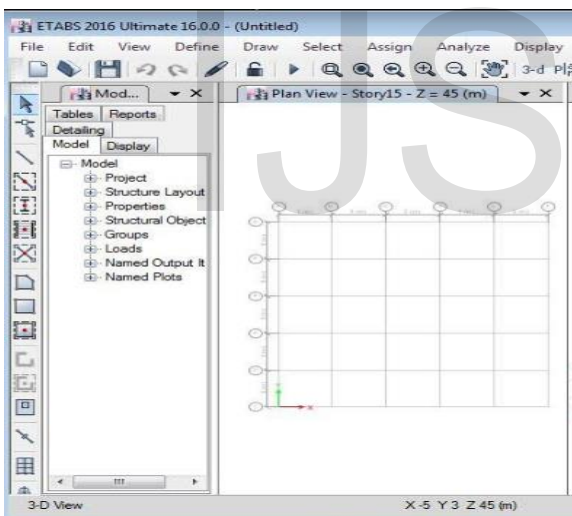 ETABS 2016 Ultimate 16.0.0 - (Untitled)
File Edit View Define Draw Select Assign Analyze Display
3-d
IJS
Mod...
Plan View - Story15 - Z = 45 (m)
Tables Reports
Detailing
Model Display
Model
Project
Structure Layout
Properties
Structural Object
Groups
Loads
Named Output It
Named Plots
X
3-D View
X -5 Y 3 Z 45 (m)